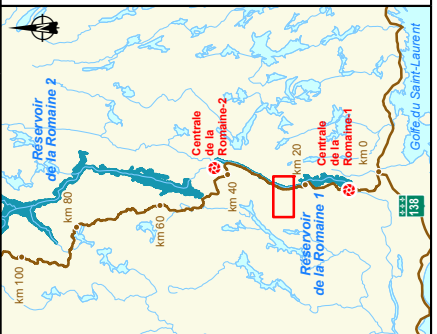 Réservoir
de la Romaine 2
Golfe du Saint-Laurent
Centrale
de la
Romaine-2
Centrale
de la
Romaine-1
km 0
km 20
km 40
km 80
km 60
Réservoir
de la Romaine 1
138
km 100